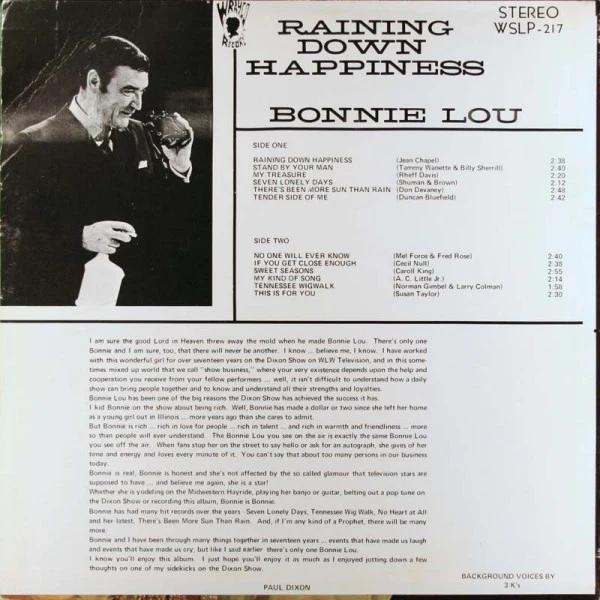 WRAYCO
Records
RAINING
DOWN
HAPPINESS
STEREO
WSLP-217
BONNIE LOU
SIDE ONE
RAINING DOWN HAPPINESS (Jean Chapel) 2:38
STAND BY YOUR MAN (Tammy Wanette & Billy Sherrill) 2:40
MY TREASURE (Rheff Davis) 2:20
SEVEN LONELY DAYS (Shuman & Brown) 2:12
THERE'S BEEN MORE SUN THAN RAIN (Don Devaney) 2:48
TENDER SIDE OF ME (Duncan Bluefield) 2:42
SIDE TWO
NO ONE WILL EVER KNOW (Mel Force & Fred Rose) 2:40
IF YOU GET CLOSE ENOUGH (Cecil Null) 2:38
SWEET SEASONS (Caroll King) 2:55
MY KIND OF SONG (A. C. Little Jr.) 2:14
TENNESSEE WIGWALK (Norman Gimbel & Larry Colman) 1:58
THIS IS FOR YOU (Susan Taylor) 2:30
I am sure the good Lord in Heaven threw away the mold when he made Bonnie Lou. There's only one
Bonnie and I am sure, too, that there will never be another. I know ... believe me, I know. I have worked
with this wonderful girl for over seventeen years on the Dixon Show on WLW Television, and in this some-
times mixed up world that we call "show business," where your very existence depends upon the help and
cooperation you receive from your fellow performers ... well, it isn't difficult to understand how a daily
show can bring people together and to know and understand all their strengths and loyalties.
Bonnie Lou has been one of the big reasons the Dixon Show has achieved the success it has.
I kid Bonnie on the show about being rich. Well, Bonnie has made a dollar or two since she left her home
as a young girl out in Illinois ... more years ago than she cares to admit.
But Bonnie is rich ... rich in love for people ... rich in talent ... and rich in warmth and friendliness ... more
so than people will ever understand. The Bonnie Lou you see on the air is exactly the same Bonnie Lou
you see off the air. When fans stop her on the street to say hello or ask for an autograph, she gives of her
time and energy and loves every minute of it. You can't say that about too many persons in our business
today.
Bonnie is real, Bonnie is honest and she's not affected by the so called glamour that television stars are
supposed to have ... and believe me again, she is a star!
Whether she is yodeling on the Midwestern Hayride, playing her banjo or guitar, belting out a pop tune on
the Dixon Show or recording this album, Bonnie is Bonnie.
Bonnie has had many hit records over the years - Seven Lonely Days, Tennessee Wig Walk, No Heart at All
and her latest, There's Been More Sun Than Rain. And, if I'm any kind of a Prophet, there will be many
more.
Bonnie and I have been through many things together in seventeen years ... events that have made us laugh
and events that have made us cry, but like I said earlier there's only one Bonnie Lou.
I know you'll enjoy this album. I just hope you'll enjoy it as much as I enjoyed jotting down a few
thoughts on one of my sidekicks on the Dixon Show.
PAUL DIXON
BACKGROUND VOICES BY
3 K's